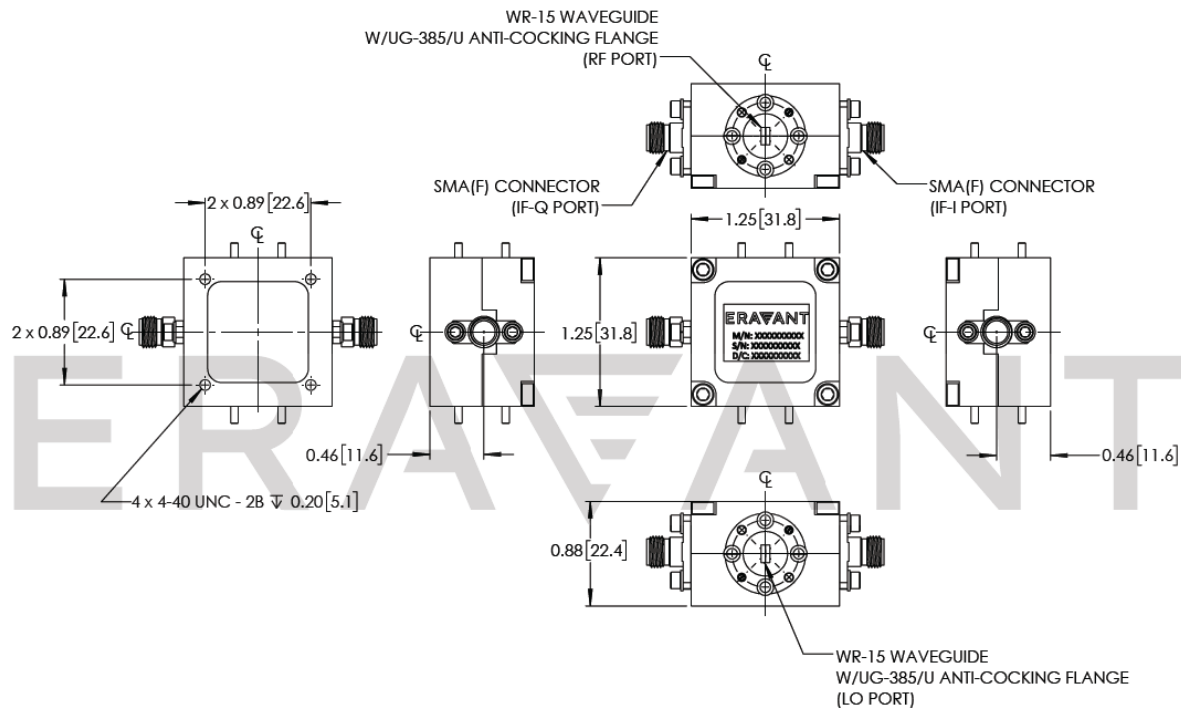 WR-15 WAVEGUIDE
W/UG-385/U ANTI-COCKING FLANGE
(RF PORT)
℄
SMA(F) CONNECTOR
(IF-Q PORT)
SMA(F) CONNECTOR
(IF-I PORT)
2 x 0.89[22.6]
℄
1.25[31.8]
2 x 0.89[22.6]
℄
℄
1.25[31.8]
ERAVANT
M/N: XXXXXXXXXX
S/N: XXXXXXXXXX
D/C: XXXXXXXXXX
℄
ERAVANT
0.46[11.6]
0.46[11.6]
4 x 4-40 UNC - 2B ↧ 0.20[5.1]
℄
0.88[22.4]
WR-15 WAVEGUIDE
W/UG-385/U ANTI-COCKING FLANGE
(LO PORT)